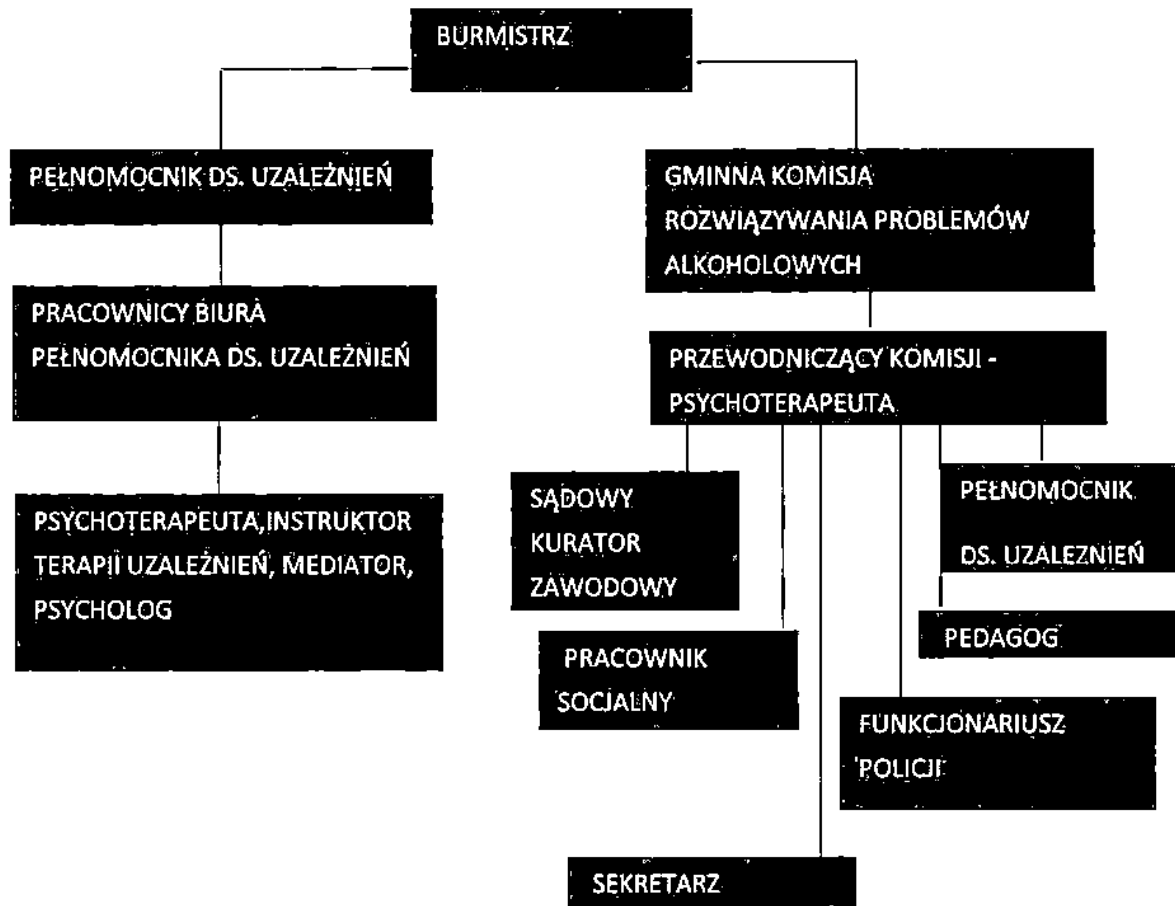 BURMISTRZ
PEŁNOMOCNIK DS. UZALEŻNIEŃ
PRACOWNICY BIURA
PEŁNOMOCNIKA DS. UZALEŻNIEŃ
PSYCHOTERAPEUTA,INSTRUKTOR
TERAPII UZALEŻNIEŃ, MEDIATOR,
PSYCHOLOG
GMINNA KOMISJA
ROZWIĄZYWANIA PROBLEMÓW
ALKOHOLOWYCH
PRZEWODNICZĄCY KOMISJI -
PSYCHOTERAPEUTA
SĄDOWY
KURATOR
ZAWODOWY
PRACOWNIK
SOCJALNY
SEKRETARZ
FUNKCJONARIUSZ
POLICJI
PEDAGOG
PEŁNOMOCNIK
DS. UZALEZNIEŃ